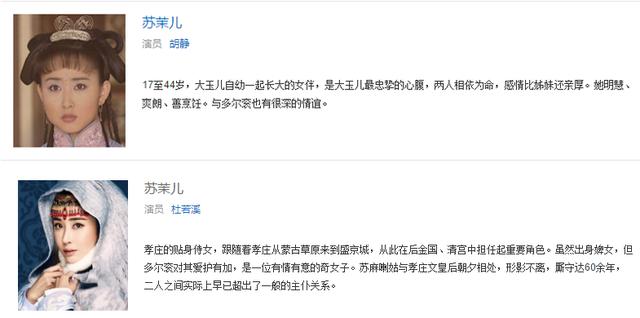 苏茉儿
演员 胡静
17至44岁，大玉儿自幼一起长大的女伴，是大玉儿最忠挚的心腹，两人相依为命，感情比姊妹还亲厚。她明慧、
爽朗、善烹饪。与多尔衮也有很深的情谊。
苏茉儿
演员 杜若溪
孝庄的贴身侍女，跟随着孝庄从蒙古草原来到盛京城，从此在后金国、清宫中担任起重要角色。虽然出身婢女，但
多尔衮对其爱护有加，是一位有情有意的奇女子。苏麻喇姑与孝庄文皇后朝夕相处，形影不离，厮守达60余年，
二人之间实际上早已超出了一般的主仆关系。